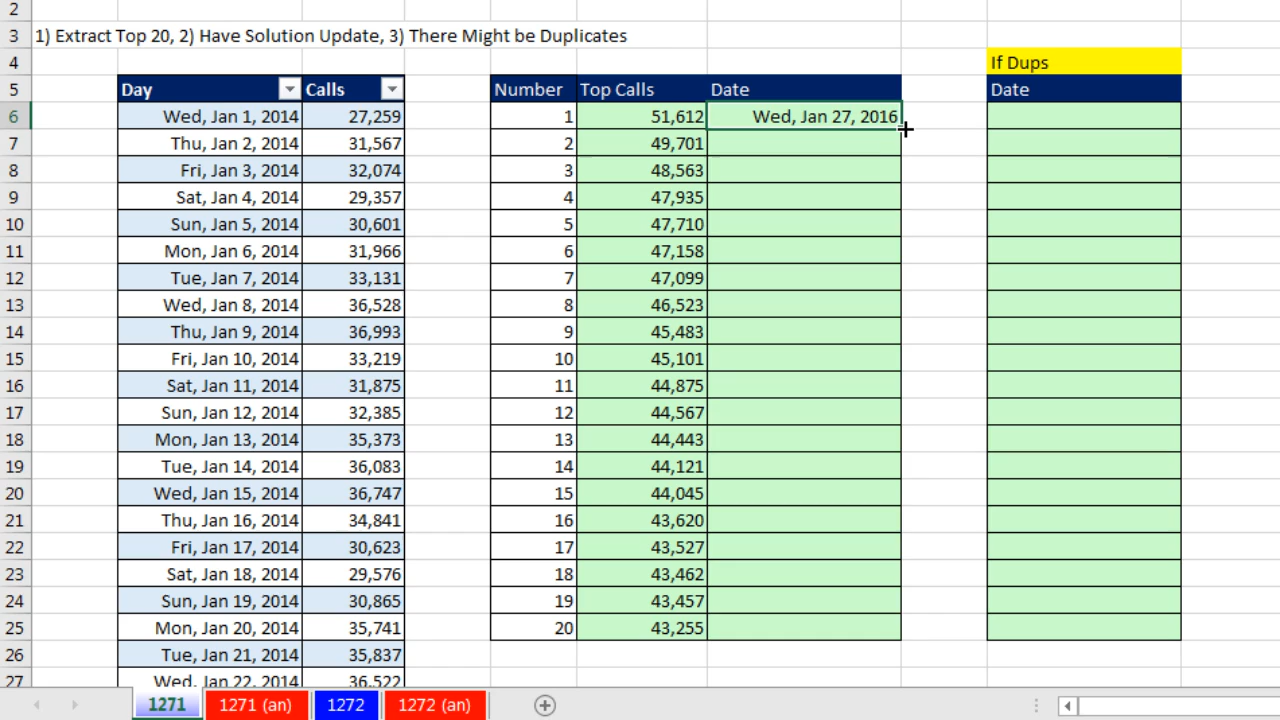 2
3 1) Extract Top 20, 2) Have Solution Update, 3) There Might be Duplicates
4 If Dups
5 Day Calls Number Top Calls Date Date
6 Wed, Jan 1, 2014 27,259 1 51,612 Wed, Jan 27, 2016
7 Thu, Jan 2, 2014 31,567 2 49,701
8 Fri, Jan 3, 2014 32,074 3 48,563
9 Sat, Jan 4, 2014 29,357 4 47,935
10 Sun, Jan 5, 2014 30,601 5 47,710
11 Mon, Jan 6, 2014 31,966 6 47,158
12 Tue, Jan 7, 2014 33,131 7 47,099
13 Wed, Jan 8, 2014 36,528 8 46,523
14 Thu, Jan 9, 2014 36,993 9 45,483
15 Fri, Jan 10, 2014 33,219 10 45,101
16 Sat, Jan 11, 2014 31,875 11 44,875
17 Sun, Jan 12, 2014 32,385 12 44,567
18 Mon, Jan 13, 2014 35,373 13 44,443
19 Tue, Jan 14, 2014 36,083 14 44,121
20 Wed, Jan 15, 2014 36,747 15 44,045
21 Thu, Jan 16, 2014 34,841 16 43,620
22 Fri, Jan 17, 2014 30,623 17 43,527
23 Sat, Jan 18, 2014 29,576 18 43,462
24 Sun, Jan 19, 2014 30,865 19 43,457
25 Mon, Jan 20, 2014 35,741 20 43,255
26 Tue, Jan 21, 2014 35,837
27 Wed, Jan 22, 2014 36,522
1271 1271 (an) 1272 1272 (an)